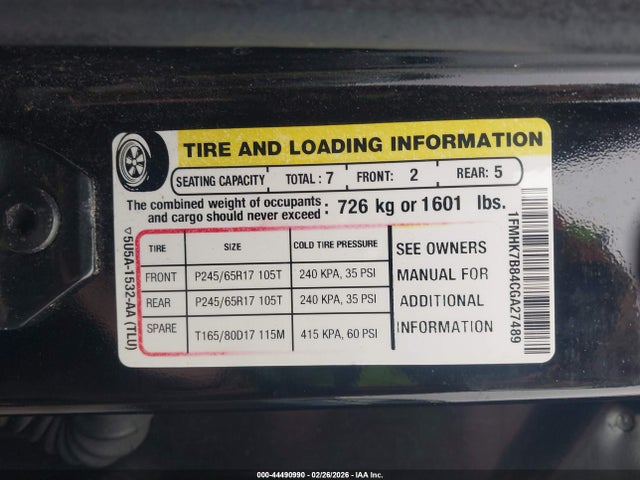 TIRE AND LOADING INFORMATION
SEATING CAPACITY TOTAL : 7 FRONT: 2 REAR: 5
The combined weight of occupants
and cargo should never exceed : 726 kg or 1601 lbs.
TIRE SIZE COLD TIRE PRESSURE
FRONT P245/65R17 105T 240 KPA, 35 PSI
REAR P245/65R17 105T 240 KPA, 35 PSI
SPARE T165/80D17 115M 415 KPA, 60 PSI
SEE OWNERS
MANUAL FOR
ADDITIONAL
INFORMATION
5U5A-1532-AA (TLU)
1FMHK7B84CGA27489
000-44490990 - 02/26/2026 - IAA Inc.